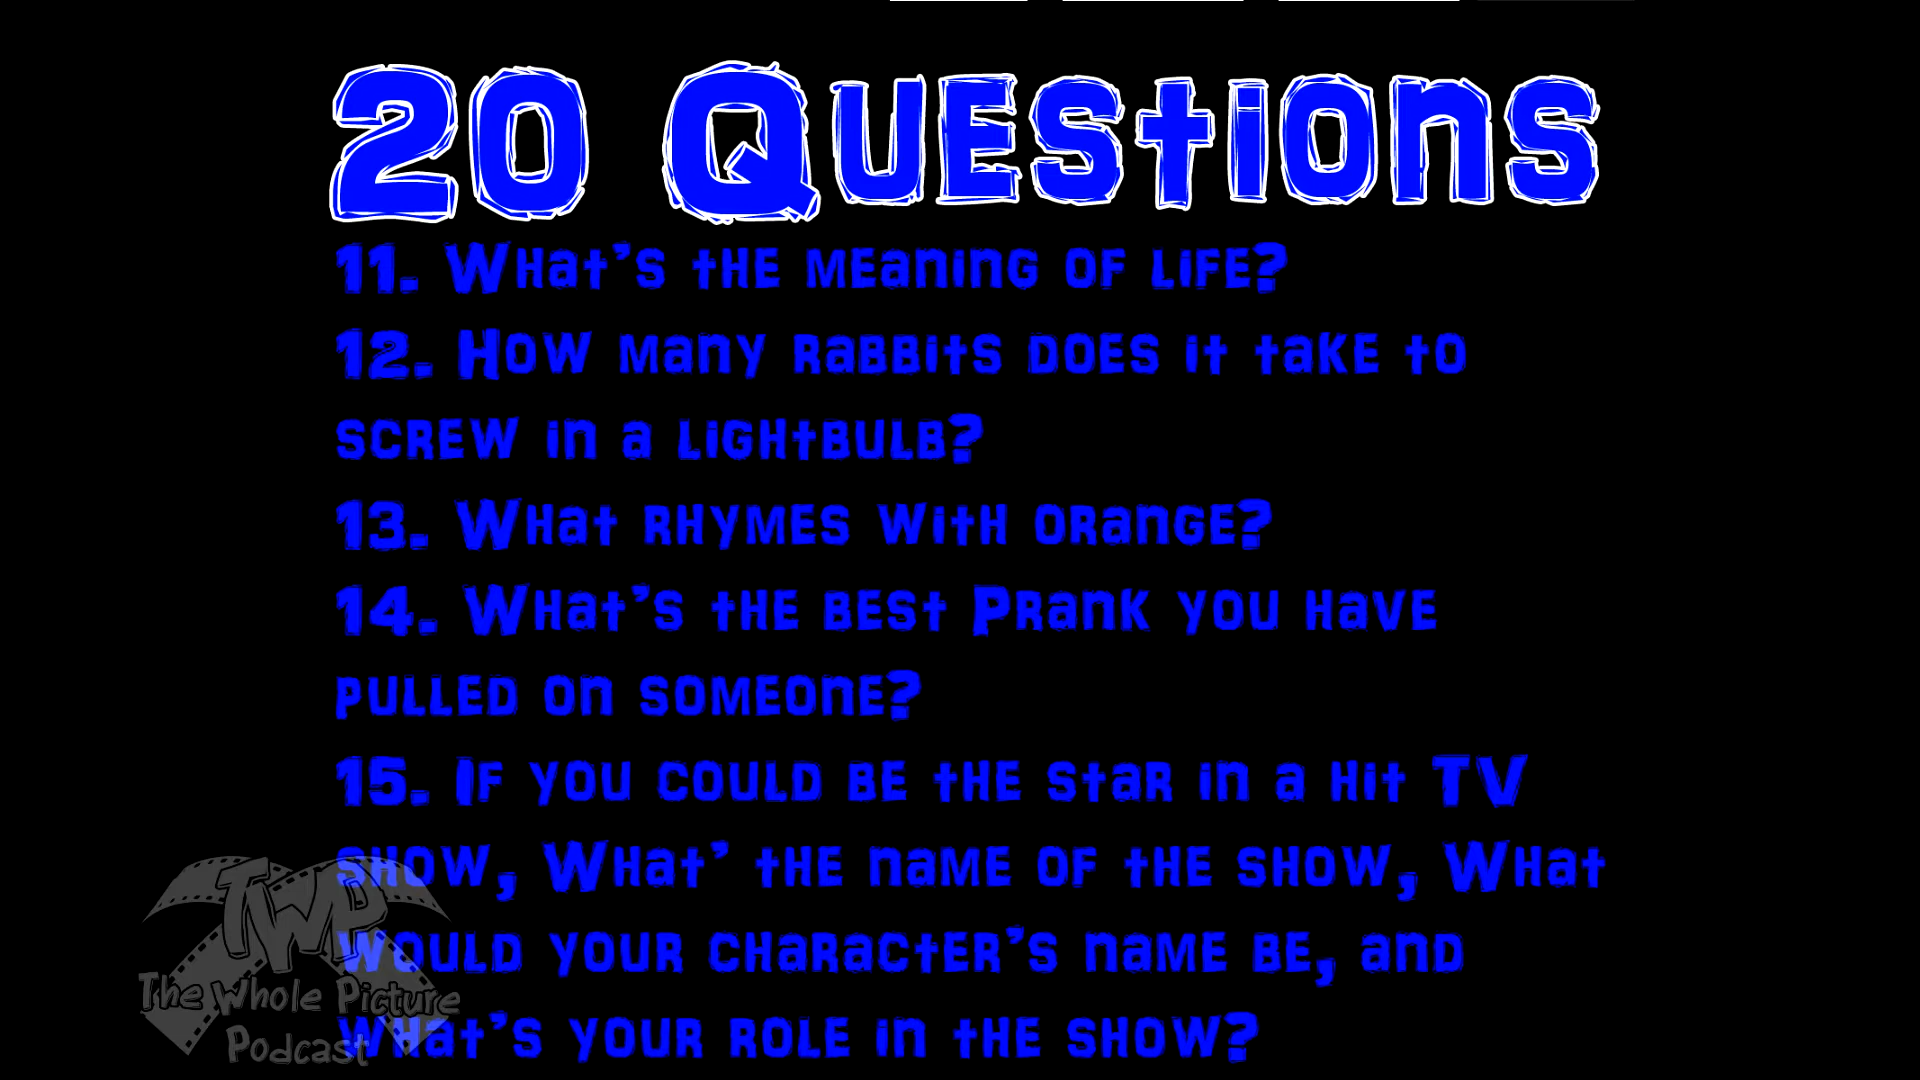 20 Questions
11. What's the meaning of life?
12. How many rabbits does it take to
screw in a lightbulb?
13. What rhymes with orange?
14. What's the best Prank you have
pulled on someone?
15. If you could be the star in a hit TV
show, What' the name of the show, What
would your character's name be, and
what's your role in the show?
TWP
The Whole Picture
Podcast